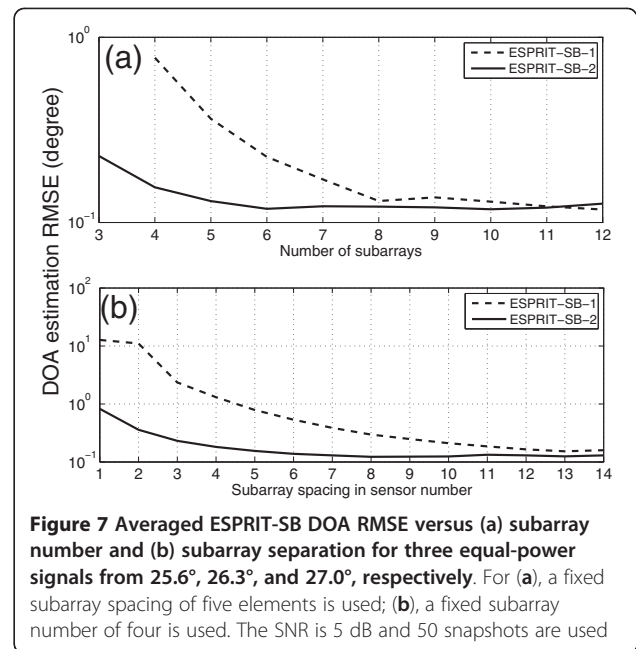 10⁰
(a)
ESPRIT-SB-1
ESPRIT-SB-2
10⁻¹
3 4 5 6 7 8 9 10 11 12
Number of subarrays
DOA estimation RMSE (degree)
10²
(b)
ESPRIT-SB-1
ESPRIT-SB-2
10¹
10⁰
10⁻¹
1 2 3 4 5 6 7 8 9 10 11 12 13 14
Subarray spacing in sensor number
Figure 7 Averaged ESPRIT-SB DOA RMSE versus (a) subarray
number and (b) subarray separation for three equal-power
signals from 25.6°, 26.3°, and 27.0°, respectively. For (a), a fixed
subarray spacing of five elements is used; (b), a fixed subarray
number of four is used. The SNR is 5 dB and 50 snapshots are used